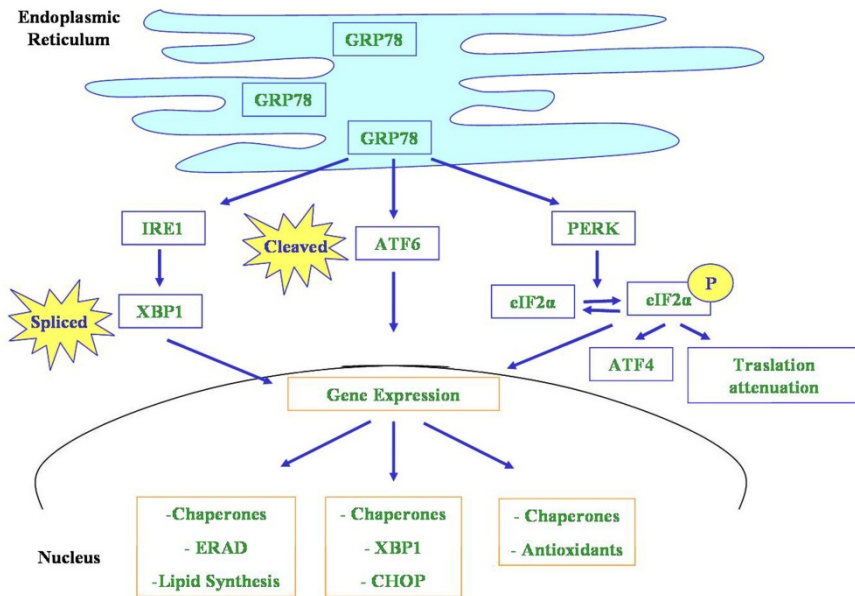 Endoplasmic
Reticulum
GRP78
GRP78
GRP78
IRE1
Cleaved
ATF6
PERK
Spliced
XBP1
eIF2α
eIF2α
P
ATF4
Traslation
attenuation
Gene Expression
Nucleus
-Chaperones
- ERAD
-Lipid Synthesis
- Chaperones
- XBP1
- CHOP
- Chaperones
- Antioxidants